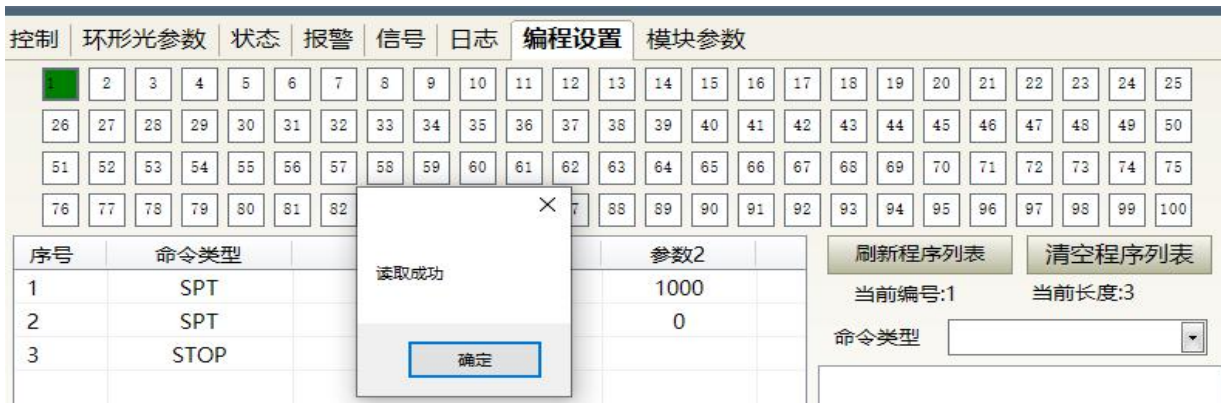 控制 环形光参数 状态 报警 信号 日志 编程设置 模块参数
1 2 3 4 5 6 7 8 9 10 11 12 13 14 15 16 17 18 19 20 21 22 23 24 25
26 27 28 29 30 31 32 33 34 35 36 37 38 39 40 41 42 43 44 45 46 47 48 49 50
51 52 53 54 55 56 57 58 59 60 61 62 63 64 65 66 67 68 69 70 71 72 73 74 75
76 77 78 79 80 81 82 7 88 89 90 91 92 93 94 95 96 97 98 99 100
序号 命令类型 参数2
1 SPT 1000
2 SPT 0
3 STOP
读取成功
确定
刷新程序列表 清空程序列表
当前编号:1 当前长度:3
命令类型